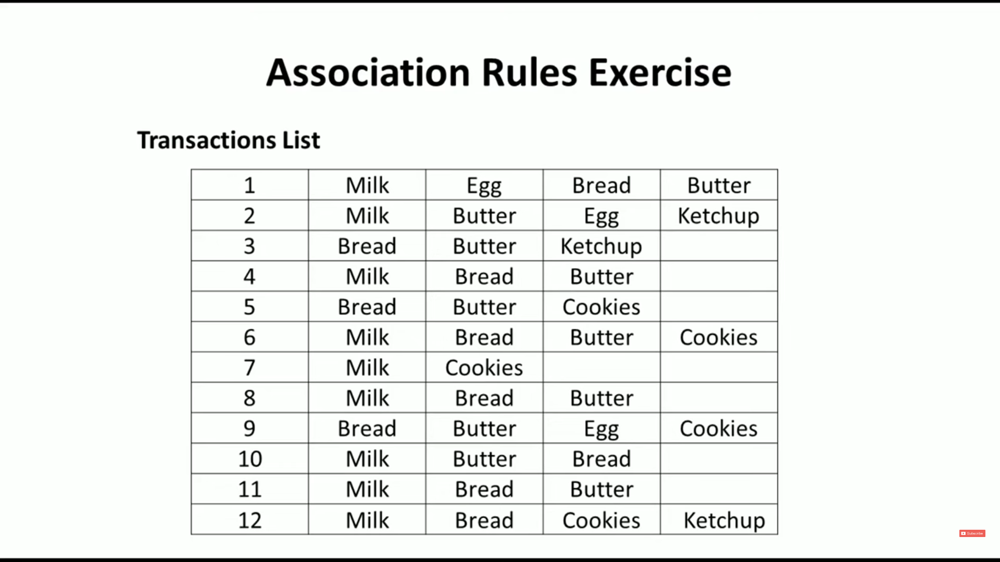 Association Rules Exercise
Transactions List
1 Milk Egg Bread Butter
2 Milk Butter Egg Ketchup
3 Bread Butter Ketchup
4 Milk Bread Butter
5 Bread Butter Cookies
6 Milk Bread Butter Cookies
7 Milk Cookies
8 Milk Bread Butter
9 Bread Butter Egg Cookies
10 Milk Butter Bread
11 Milk Bread Butter
12 Milk Bread Cookies Ketchup
Subscribe